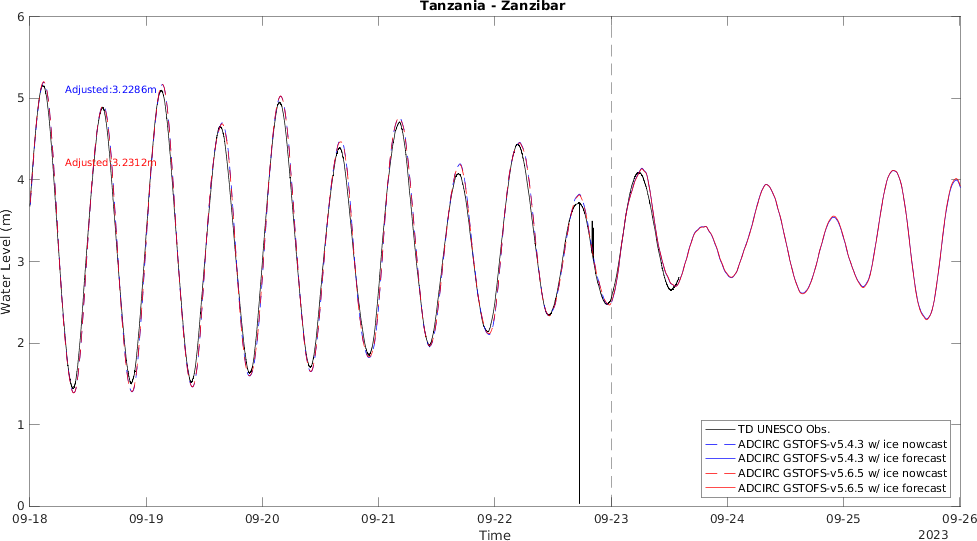 Tanzania - Zanzibar
6
5
4
3
2
1
0
Water Level (m)
Adjusted:3.2286m
Adjusted:3.2312m
TD UNESCO Obs.
ADCIRC GSTOFS-v5.4.3 w/ ice nowcast
ADCIRC GSTOFS-v5.4.3 w/ ice forecast
ADCIRC GSTOFS-v5.6.5 w/ ice nowcast
ADCIRC GSTOFS-v5.6.5 w/ ice forecast
09-18 09-19 09-20 09-21 09-22 09-23 09-24 09-25 09-26
Time
2023